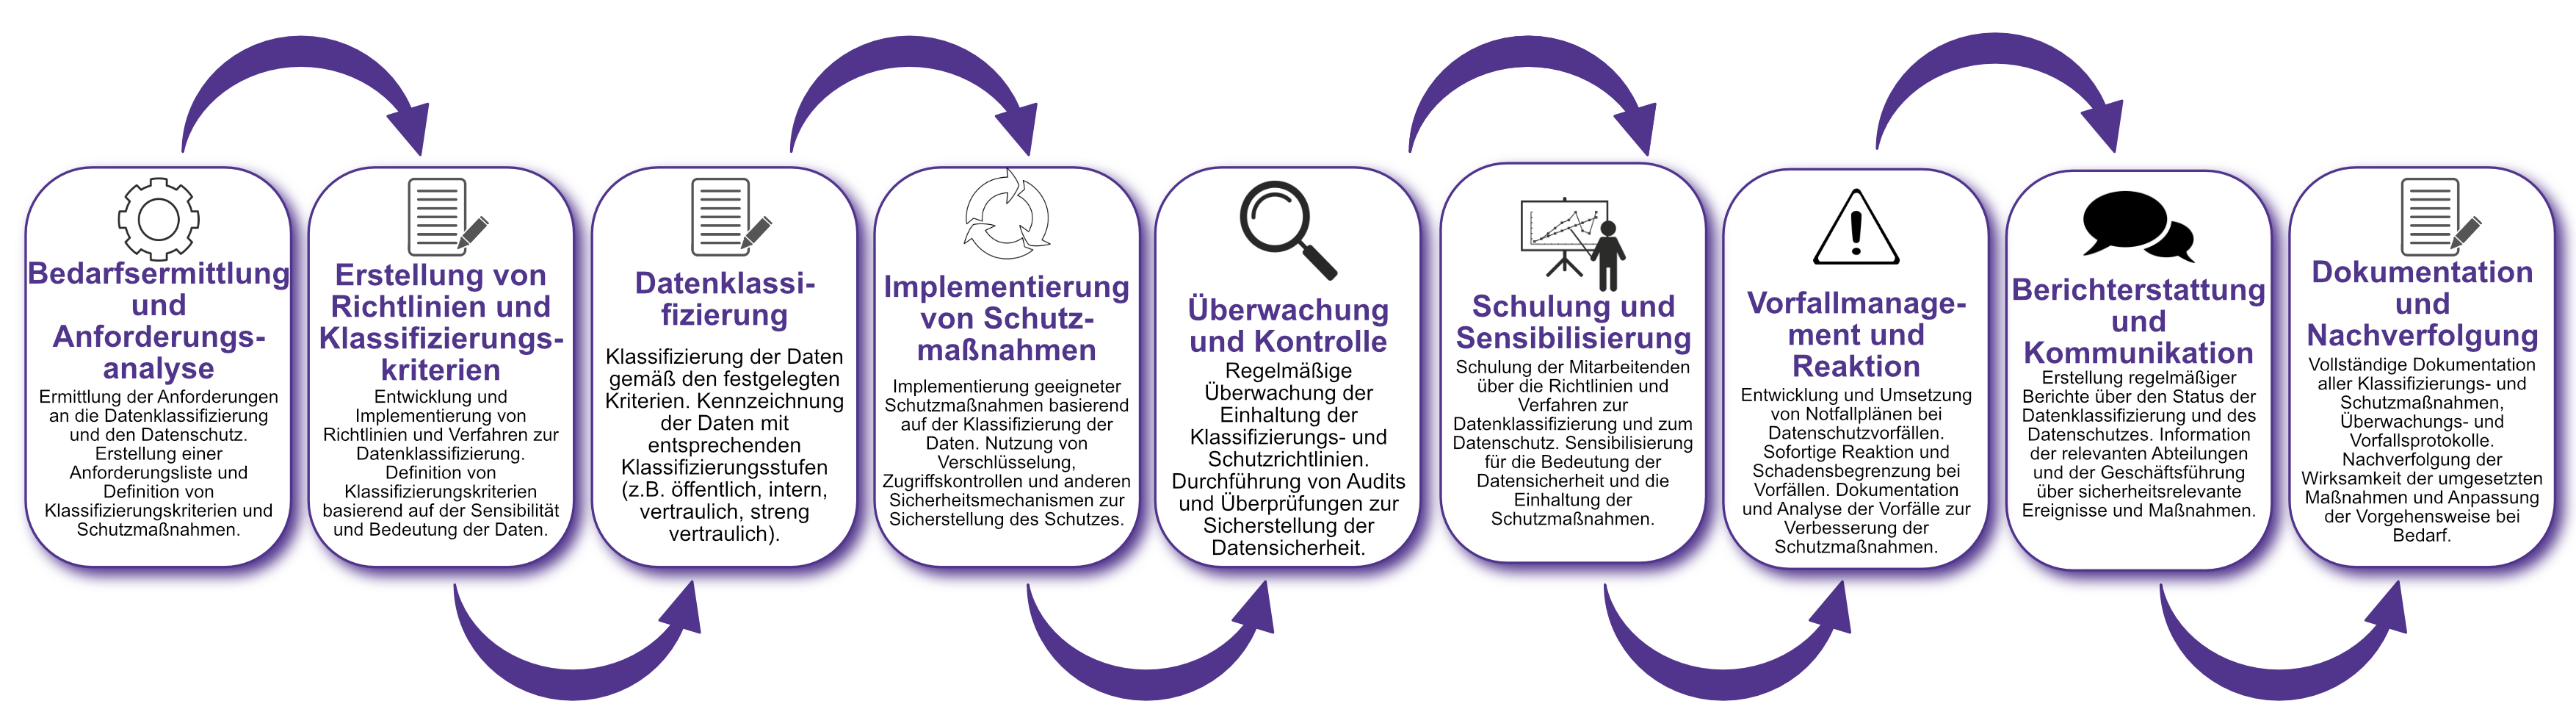 Bedarfsermittlung
und
Anforderungs-
analyse
Ermittlung der Anforderungen
an die Datenklassifizierung
und den Datenschutz.
Erstellung einer
Anforderungsliste und
Definition von
Klassifizierungskriterien und
Schutzmaßnahmen.
Erstellung von
Richtlinien und
Klassifizierungs-
kriterien
Entwicklung und
Implementierung von
Richtlinien und Verfahren zur
Datenklassifizierung.
Definition von
Klassifizierungskriterien
basierend auf der Sensibilität
und Bedeutung der Daten.
Datenklassi-
fizierung
Klassifizierung der Daten
gemäß den festgelegten
Kriterien. Kennzeichnung
der Daten mit
entsprechenden
Klassifizierungsstufen
(z.B. öffentlich, intern,
vertraulich, streng
vertraulich).
Implementierung
von Schutz-
maßnahmen
Implementierung geeigneter
Schutzmaßnahmen basierend
auf der Klassifizierung der
Daten. Nutzung von
Verschlüsselung,
Zugriffskontrollen und anderen
Sicherheitsmechanismen zur
Sicherstellung des Schutzes.
Überwachung
und Kontrolle
Regelmäßige
Überwachung der
Einhaltung der
Klassifizierungs- und
Schutzrichtlinien.
Durchführung von Audits
und Überprüfungen zur
Sicherstellung der
Datensicherheit.
Schulung und
Sensibilisierung
Schulung der Mitarbeitenden
über die Richtlinien und
Verfahren zur
Datenklassifizierung und zum
Datenschutz. Sensibilisierung
für die Bedeutung der
Datensicherheit und die
Einhaltung der
Schutzmaßnahmen.
Vorfallmanage-
ment und
Reaktion
Entwicklung und Umsetzung
von Notfallplänen bei
Datenschutzvorfällen.
Sofortige Reaktion und
Schadensbegrenzung bei
Vorfällen. Dokumentation
und Analyse der Vorfälle zur
Verbesserung der
Schutzmaßnahmen.
Berichterstattung
und
Kommunikation
Erstellung regelmäßiger
Berichte über den Status der
Datenklassifizierung und des
Datenschutzes. Information
der relevanten Abteilungen
und der Geschäftsführung
über sicherheitsrelevante
Ereignisse und Maßnahmen.
Dokumentation
und
Nachverfolgung
Vollständige Dokumentation
aller Klassifizierungs- und
Schutzmaßnahmen,
Überwachungs- und
Vorfallsprotokolle.
Nachverfolgung der
Wirksamkeit der umgesetzten
Maßnahmen und Anpassung
der Vorgehensweise bei
Bedarf.